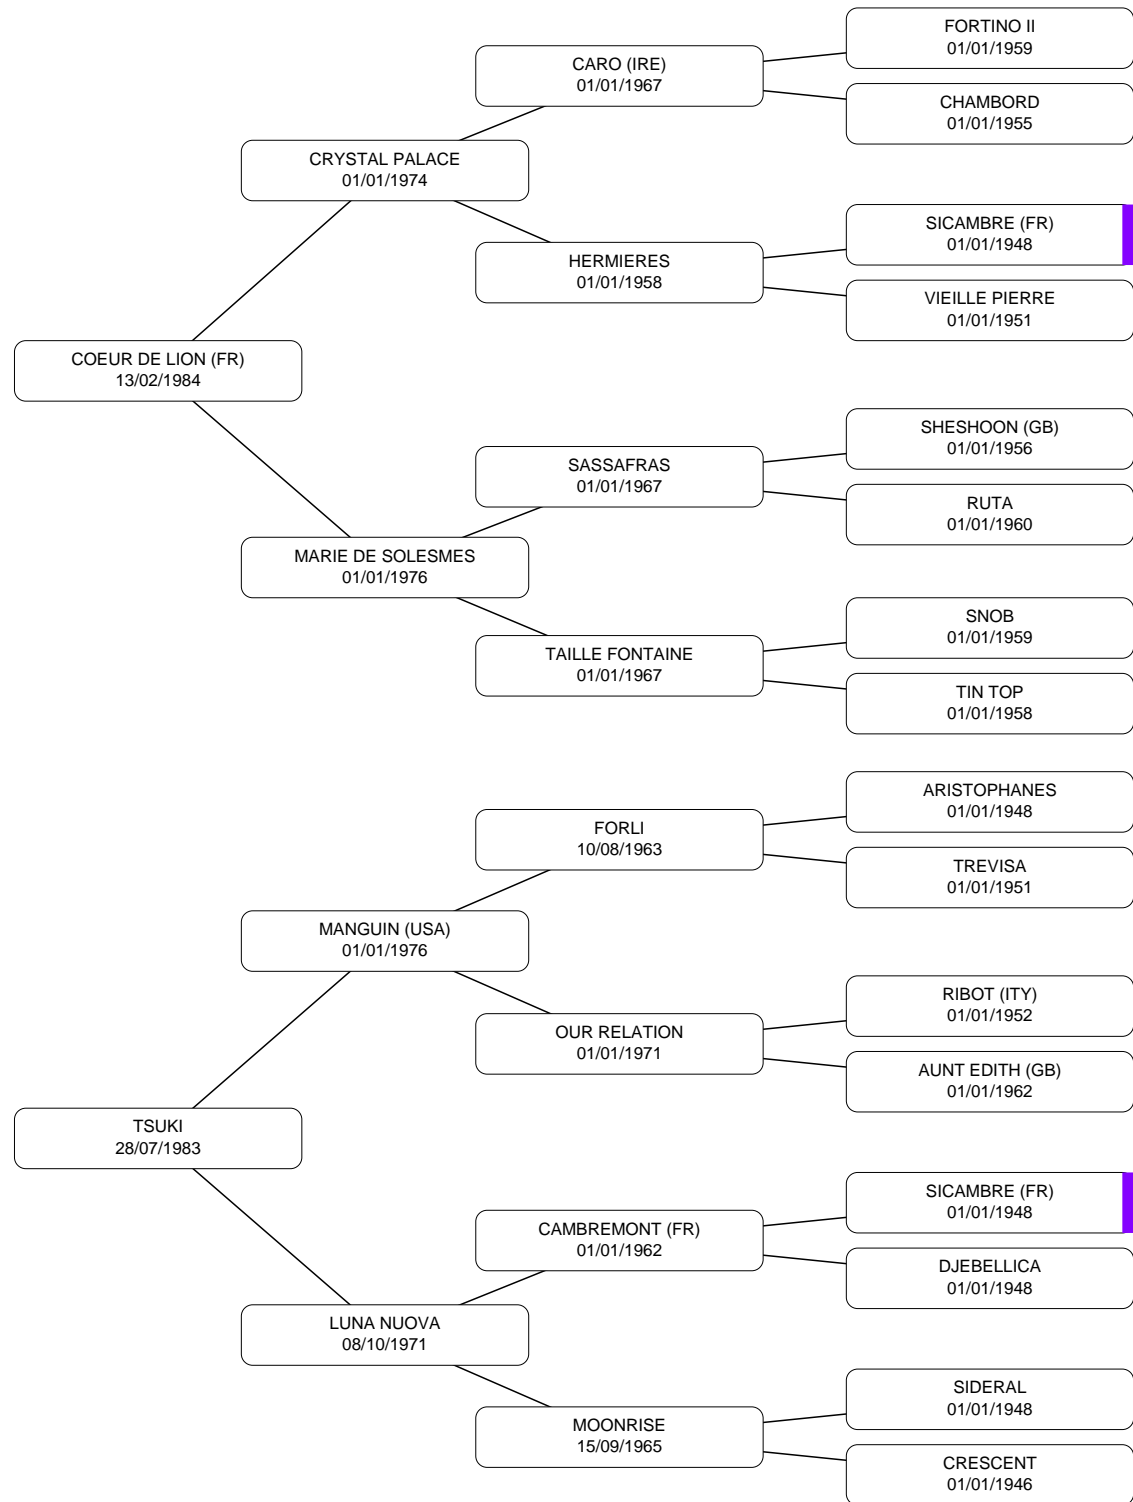 FORTINO II
01/01/1959
CARO (IRE)
01/01/1967
CHAMBORD
01/01/1955
CRYSTAL PALACE
01/01/1974
SICAMBRE (FR)
01/01/1948
HERMIERES
01/01/1958
VIEILLE PIERRE
01/01/1951
COEUR DE LION (FR)
13/02/1984
SHESHOON (GB)
01/01/1956
SASSAFRAS
01/01/1967
RUTA
01/01/1960
MARIE DE SOLESMES
01/01/1976
SNOB
01/01/1959
TAILLE FONTAINE
01/01/1967
TIN TOP
01/01/1958
ARISTOPHANES
01/01/1948
FORLI
10/08/1963
TREVISA
01/01/1951
MANGUIN (USA)
01/01/1976
RIBOT (ITY)
01/01/1952
OUR RELATION
01/01/1971
AUNT EDITH (GB)
01/01/1962
TSUKI
28/07/1983
SICAMBRE (FR)
01/01/1948
CAMBREMONT (FR)
01/01/1962
DJEBELLICA
01/01/1948
LUNA NUOVA
08/10/1971
SIDERAL
01/01/1948
MOONRISE
15/09/1965
CRESCENT
01/01/1946